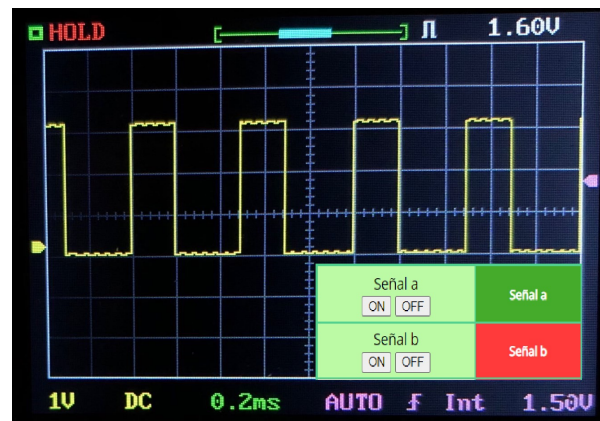 HOLD 1.60V
Señal a
ON OFF
Señal a
Señal b
ON OFF
Señal b
1V DC 0.2ms AUTO Int 1.50V